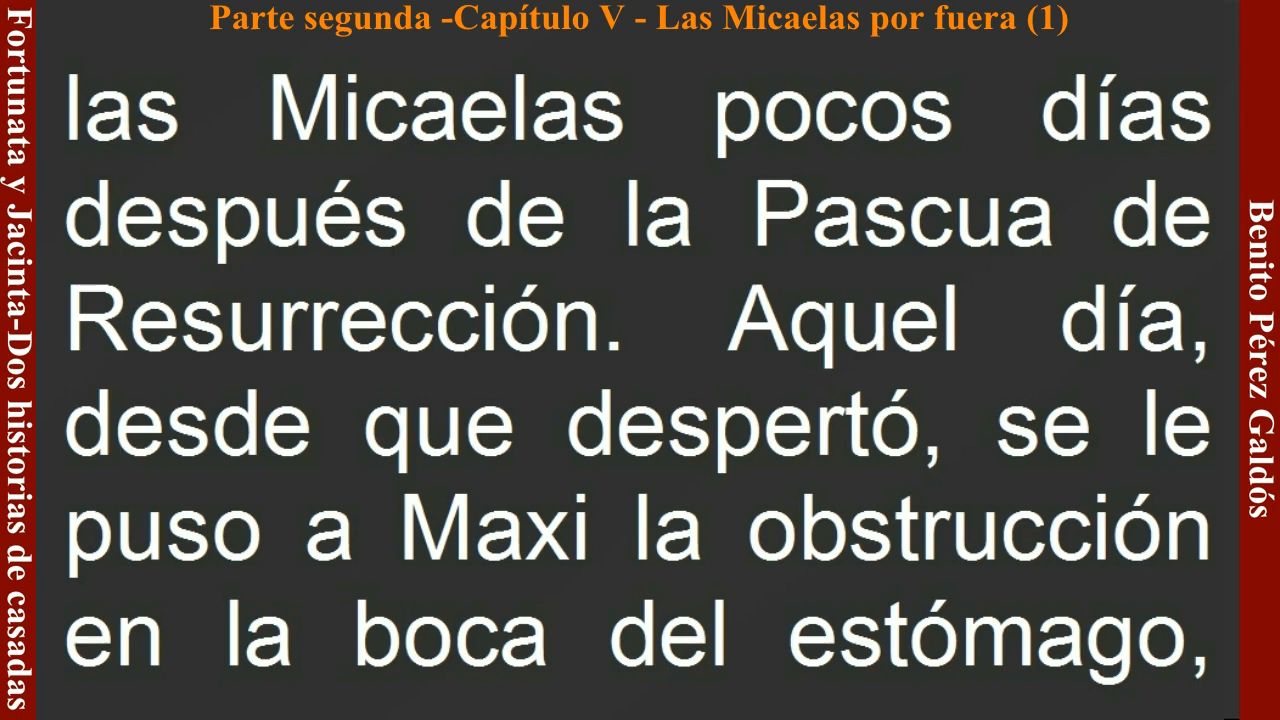 Parte segunda -Capítulo V - Las Micaelas por fuera (1)
Fortunata y Jacinta-Dos historias de casadas
las Micaelas pocos días
después de la Pascua de
Resurrección. Aquel día,
desde que despertó, se le
puso a Maxi la obstrucción
en la boca del estómago,
Benito Pérez Galdós